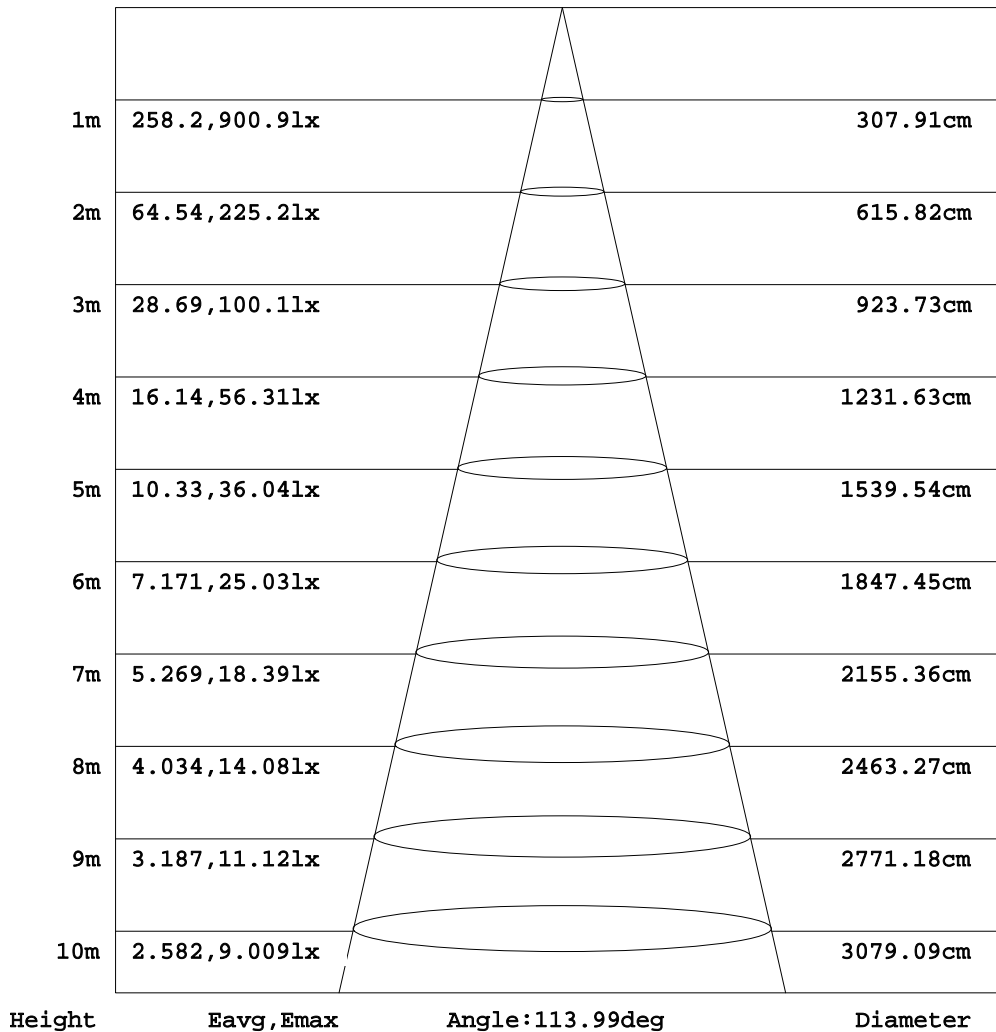 1m 258.2,900.9lx 307.91cm
2m 64.54,225.2lx 615.82cm
3m 28.69,100.1lx 923.73cm
4m 16.14,56.31lx 1231.63cm
5m 10.33,36.04lx 1539.54cm
6m 7.171,25.03lx 1847.45cm
7m 5.269,18.39lx 2155.36cm
8m 4.034,14.08lx 2463.27cm
9m 3.187,11.12lx 2771.18cm
10m 2.582,9.009lx 3079.09cm
Height Eavg,Emax Angle:113.99deg Diameter